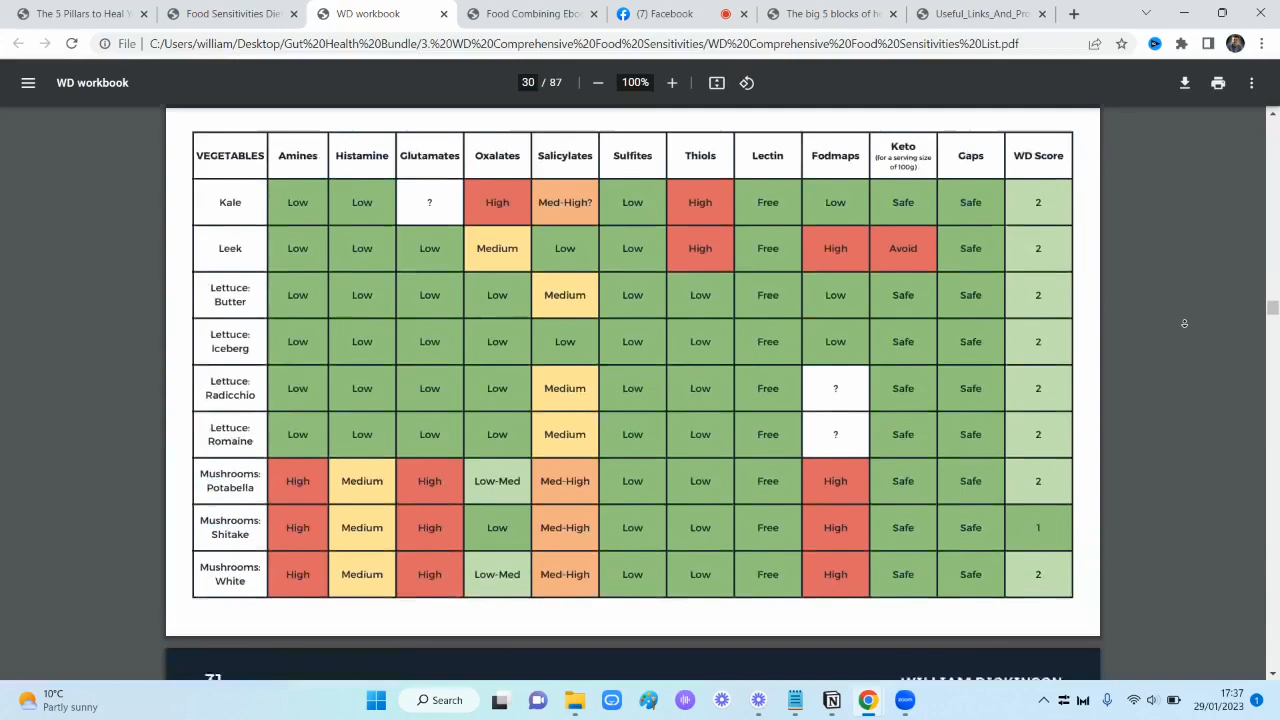 The 5 Pillars to Heal Y
Food Sensitivities Die
WD workbook
Food Combining Ebo
(7) Facebook
The big 5 blocks of he
Useful_Links_And_Pro
File C:/Users/william/Desktop/Gut%20Health%20Bundle/3.%20WD%20Comprehensive%20Food%20Sensitivities/WD%20Comprehensive%20Food%20Sensitivities%20List.pdf
WD workbook
30 / 87
100%
VEGETABLES Amines Histamine Glutamates Oxalates Salicylates Sulfites Thiols Lectin Fodmaps Keto (for a serving size of 100g) Gaps WD Score
Kale Low Low ? High Med-High? Low High Free Low Safe Safe 2
Leek Low Low Low Medium Low Low High Free High Avoid Safe 2
Lettuce: Butter Low Low Low Low Medium Low Low Free Low Safe Safe 2
Lettuce: Iceberg Low Low Low Low Low Low Low Free Low Safe Safe 2
Lettuce: Radicchio Low Low Low Low Medium Low Low Free ? Safe Safe 2
Lettuce: Romaine Low Low Low Low Medium Low Low Free ? Safe Safe 2
Mushrooms: Potabella High Medium High Low-Med Med-High Low Low Free High Safe Safe 2
Mushrooms: Shitake High Medium High Low Med-High Low Low Free High Safe Safe 1
Mushrooms: White High Medium High Low-Med Med-High Low Low Free High Safe Safe 2
WILLIAM DICKINSON
10°C
Partly sunny
Search
zoom
17:37
29/01/2023
1